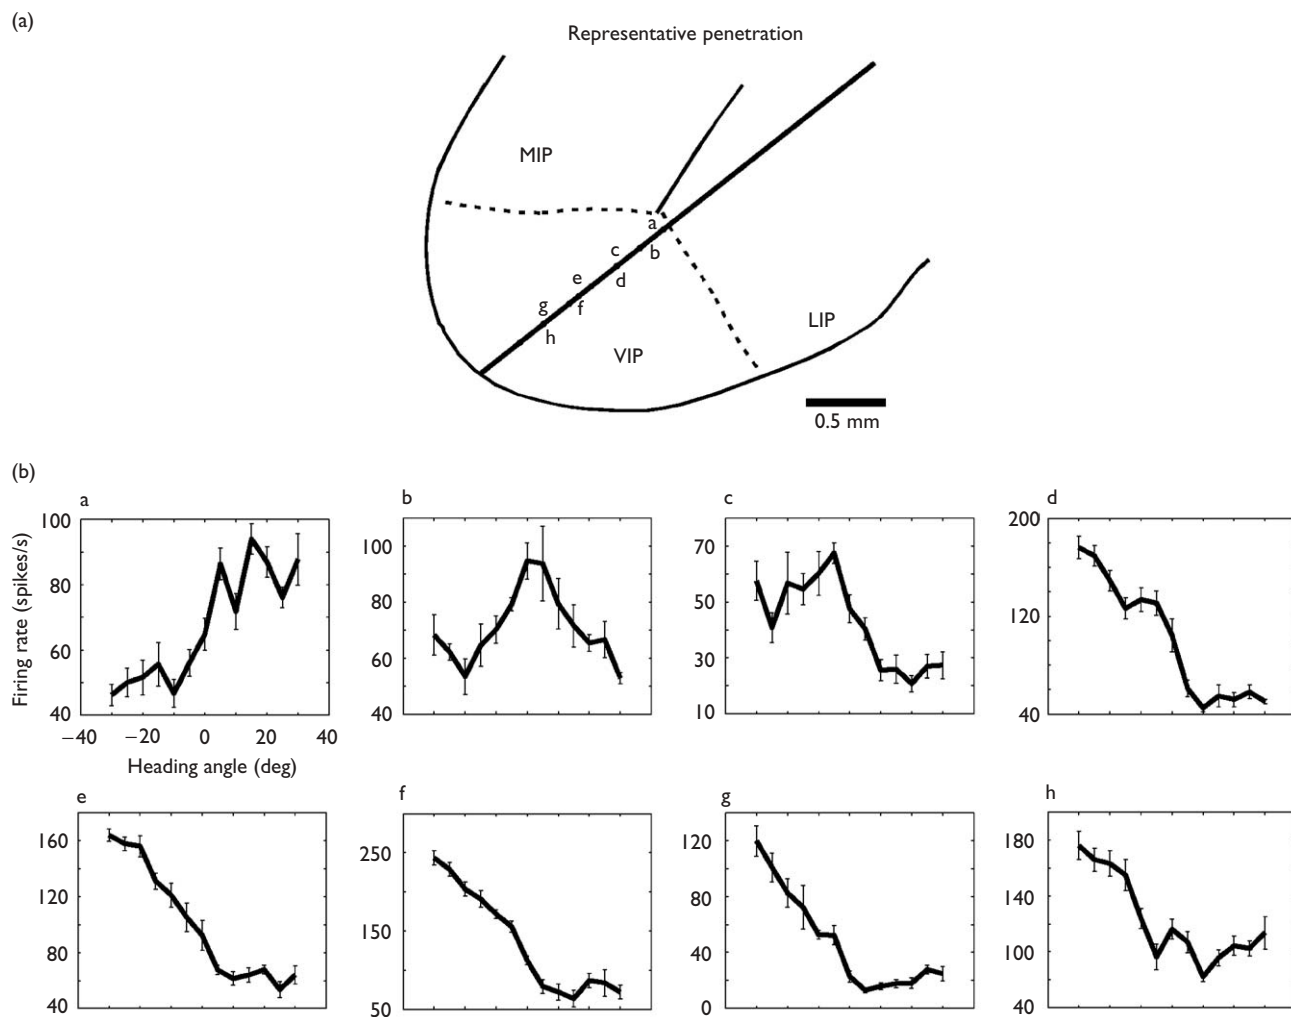 (a)
Representative penetration
MIP
a
c b
e d
g f
h
VIP
LIP
0.5 mm
(b)
a
b
c
d
Firing rate (spikes/s)
100
80
60
40
−40 −20 0 20 40
Heading angle (deg)
100
80
60
40
70
50
30
10
200
120
40
e
f
g
h
160
120
80
40
250
150
50
120
80
40
0
180
140
100
40